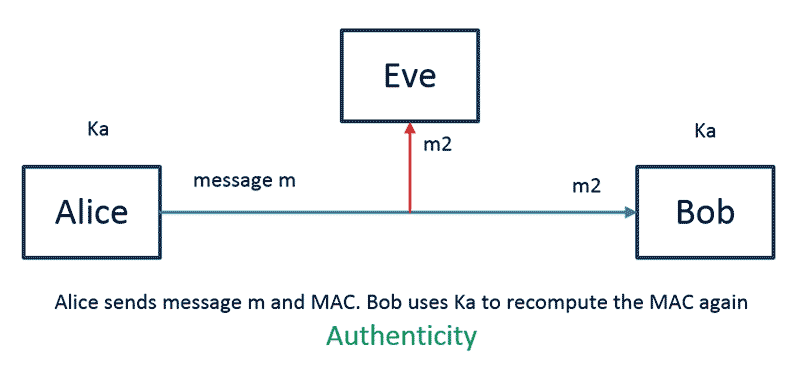 Eve
Ka
Ka
m2
message m
m2
Alice
Bob
Alice sends message m and MAC. Bob uses Ka to recompute the MAC again
Authenticity